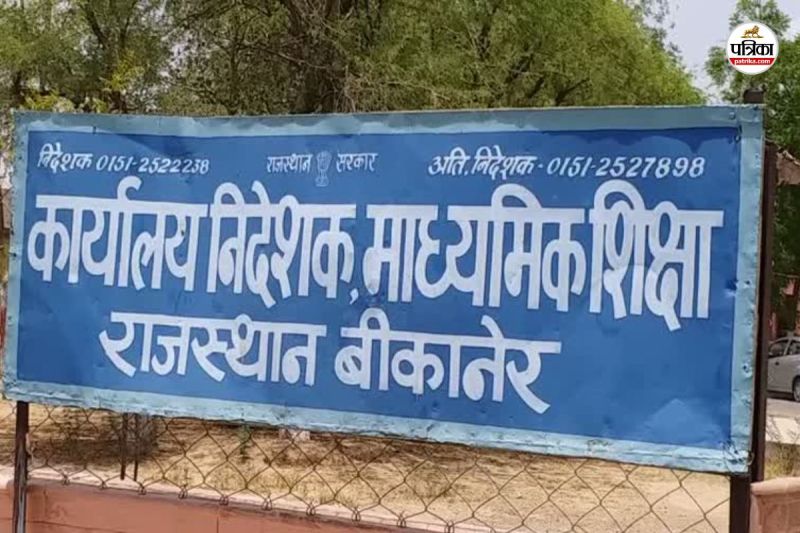 पत्रिका
patrika.com
निदेशक 0151-2522238 राजस्थान सरकार अति. निदेशक-0151-2527898
कार्यालय निदेशक, माध्यमिक शिक्षा
राजस्थान बीकानेर